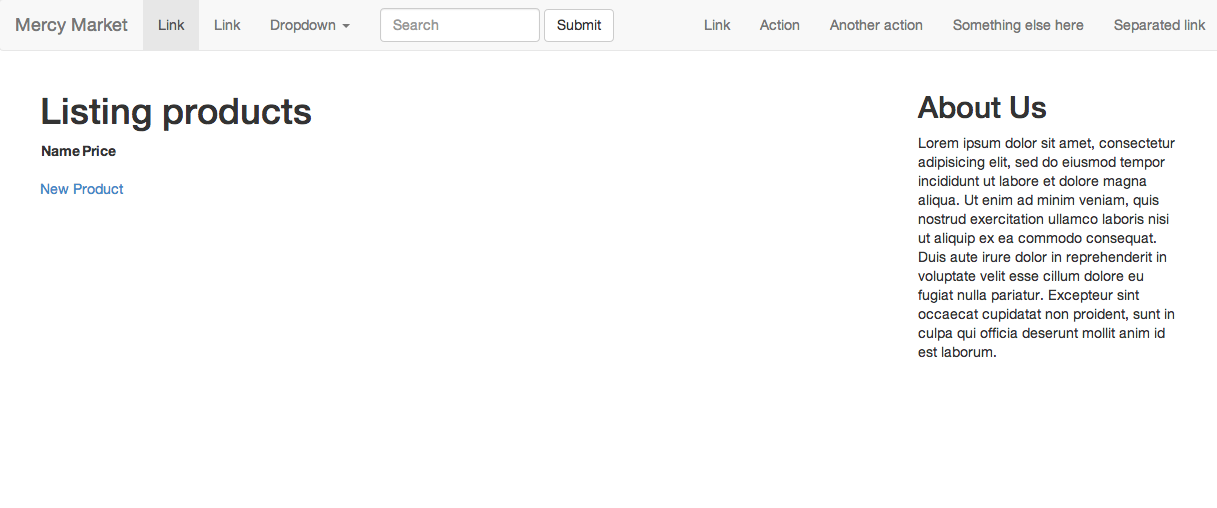 Mercy Market Link Link Dropdown Search Submit Link Action Another action Something else here Separated link
Listing products
Name Price
New Product
About Us
Lorem ipsum dolor sit amet, consectetur
adipisicing elit, sed do eiusmod tempor
incididunt ut labore et dolore magna
aliqua. Ut enim ad minim veniam, quis
nostrud exercitation ullamco laboris nisi
ut aliquip ex ea commodo consequat.
Duis aute irure dolor in reprehenderit in
voluptate velit esse cillum dolore eu
fugiat nulla pariatur. Excepteur sint
occaecat cupidatat non proident, sunt in
culpa qui officia deserunt mollit anim id
est laborum.